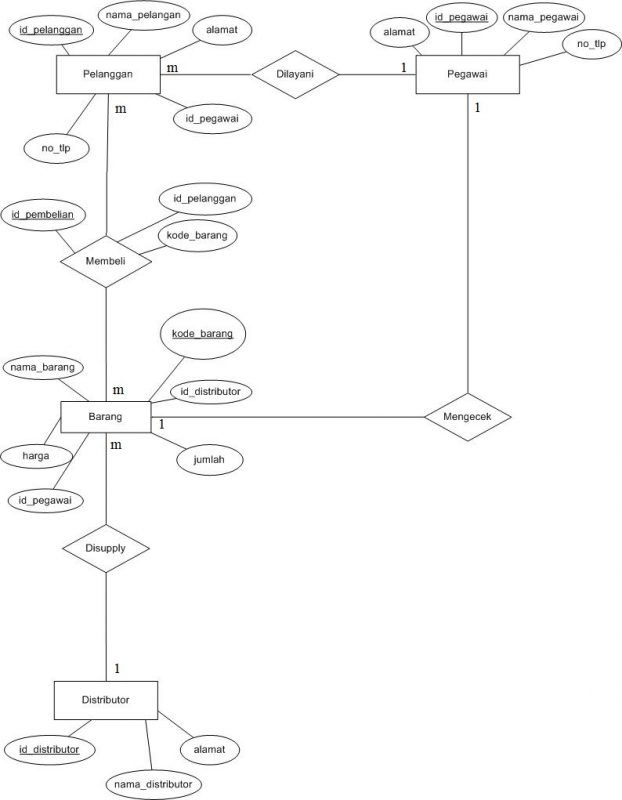 nama_pelangan
id_pelanggan
alamat
id_pegawai
nama_pegawai
alamat
no_tlp
Pelanggan
m
Dilayani
1
Pegawai
m
1
id_pegawai
no_tlp
id_pelanggan
id_pembelian
kode_barang
Membeli
kode_barang
nama_barang
m
id_distributor
Barang
1
Mengecek
m
harga
jumlah
id_pegawai
Disupply
1
Distributor
id_distributor
alamat
nama_distributor